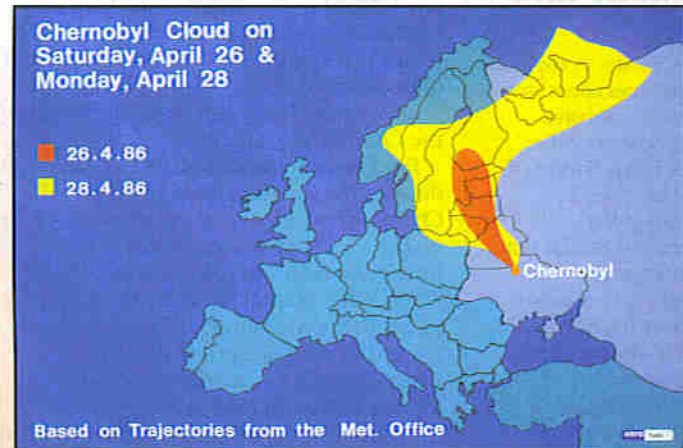 Chernobyl Cloud on
Saturday, April 26 &
Monday, April 28
26.4.86
28.4.86
Chernobyl
Based on Trajectories from the Met. Office